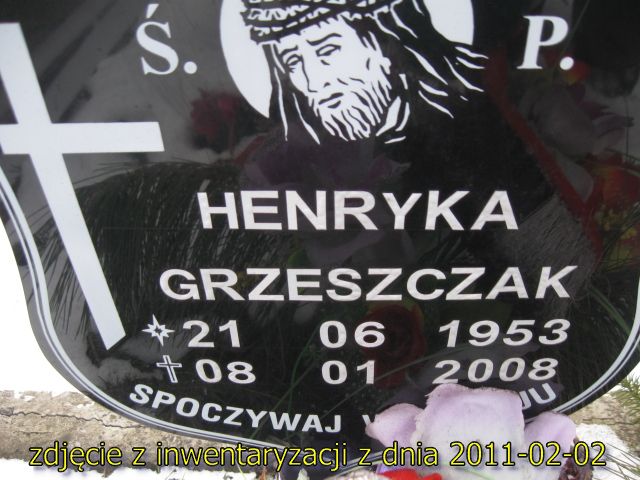 Ś. P.
HENRYKA
GRZESZCZAK
21 06 1953
08 01 2008
SPOCZYWAJ
zdjęcie z inwentaryzacji z dnia 2011-02-02